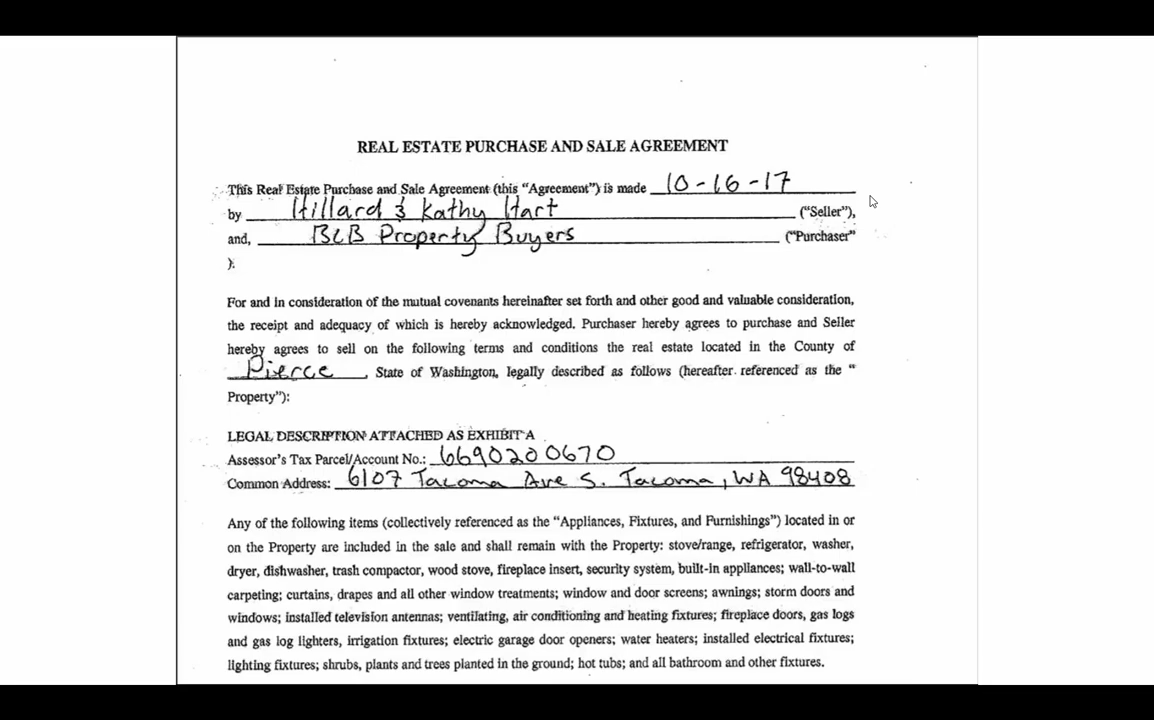 REAL ESTATE PURCHASE AND SALE AGREEMENT
This Real Estate Purchase and Sale Agreement (this “Agreement”) is made 10-16-17
by Hillard & Kathy Hart (“Seller”),
and, BLB Property Buyers (“Purchaser”
).
For and in consideration of the mutual covenants hereinafter set forth and other good and valuable consideration,
the receipt and adequacy of which is hereby acknowledged. Purchaser hereby agrees to purchase and Seller
hereby agrees to sell on the following terms and conditions the real estate located in the County of
Pierce, State of Washington, legally described as follows (hereafter referenced as the “
Property”):
LEGAL DESCRIPTION ATTACHED AS EXHIBIT A
Assessor’s Tax Parcel/Account No.: 6690200670
Common Address: 6107 Tacoma Ave S. Tacoma, WA 98408
Any of the following items (collectively referenced as the “Appliances, Fixtures, and Furnishings”) located in or
on the Property are included in the sale and shall remain with the Property: stove/range, refrigerator, washer,
dryer, dishwasher, trash compactor, wood stove, fireplace insert, security system, built-in appliances; wall-to-wall
carpeting; curtains, drapes and all other window treatments; window and door screens; awnings; storm doors and
windows; installed television antennas; ventilating, air conditioning and heating fixtures; fireplace doors, gas logs
and gas log lighters, irrigation fixtures; electric garage door openers; water heaters; installed electrical fixtures;
lighting fixtures; shrubs, plants and trees planted in the ground; hot tubs; and all bathroom and other fixtures.